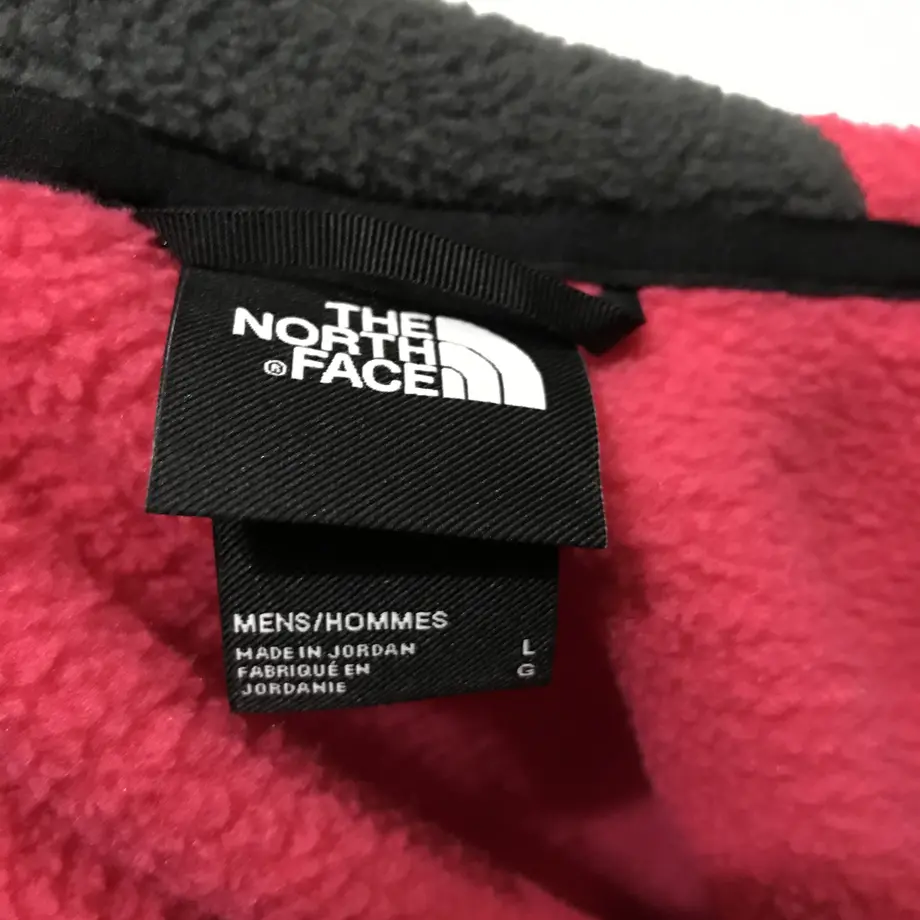 THE
NORTH
®FACE
MENS/HOMMES
MADE IN JORDAN L
FABRIQUÉ EN G
JORDANIE